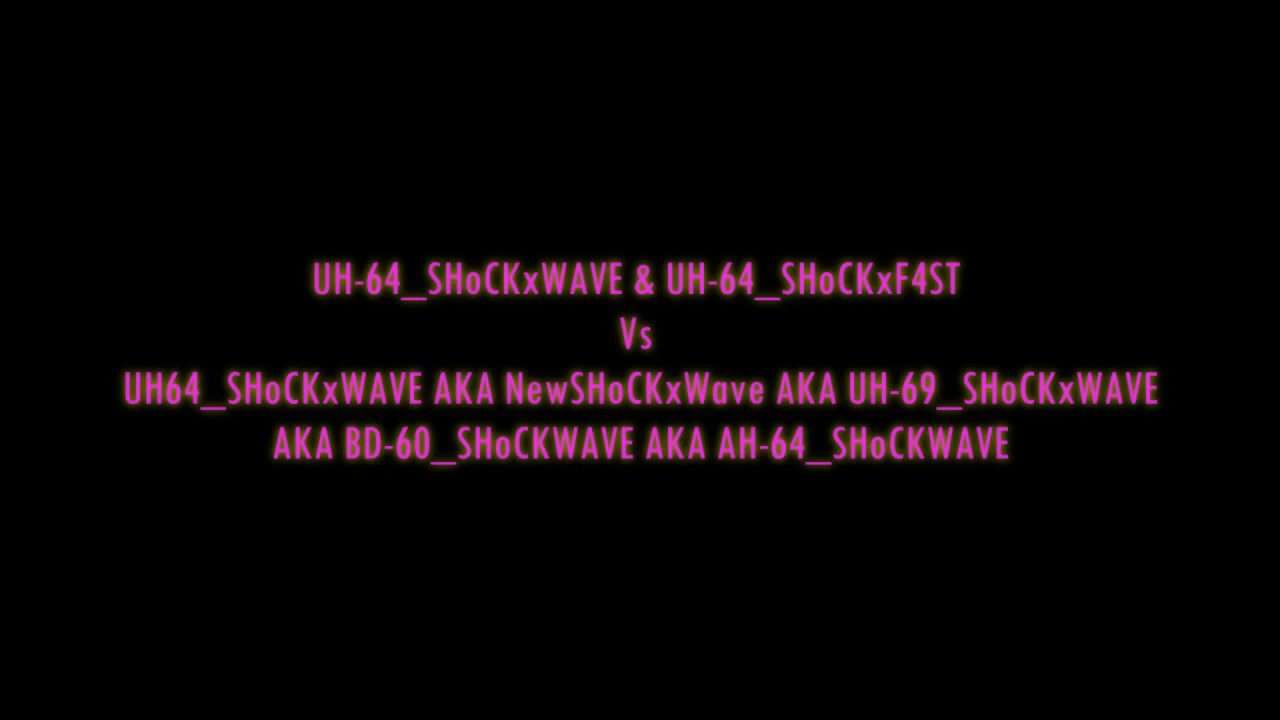 UH-64_SHoCKxWAVE & UH-64_SHoCKxF4ST
Vs
UH64_SHoCKxWAVE AKA NewSHoCKxWave AKA UH-69_SHoCKxWAVE
AKA BD-60_SHoCKWAVE AKA AH-64_SHoCKWAVE